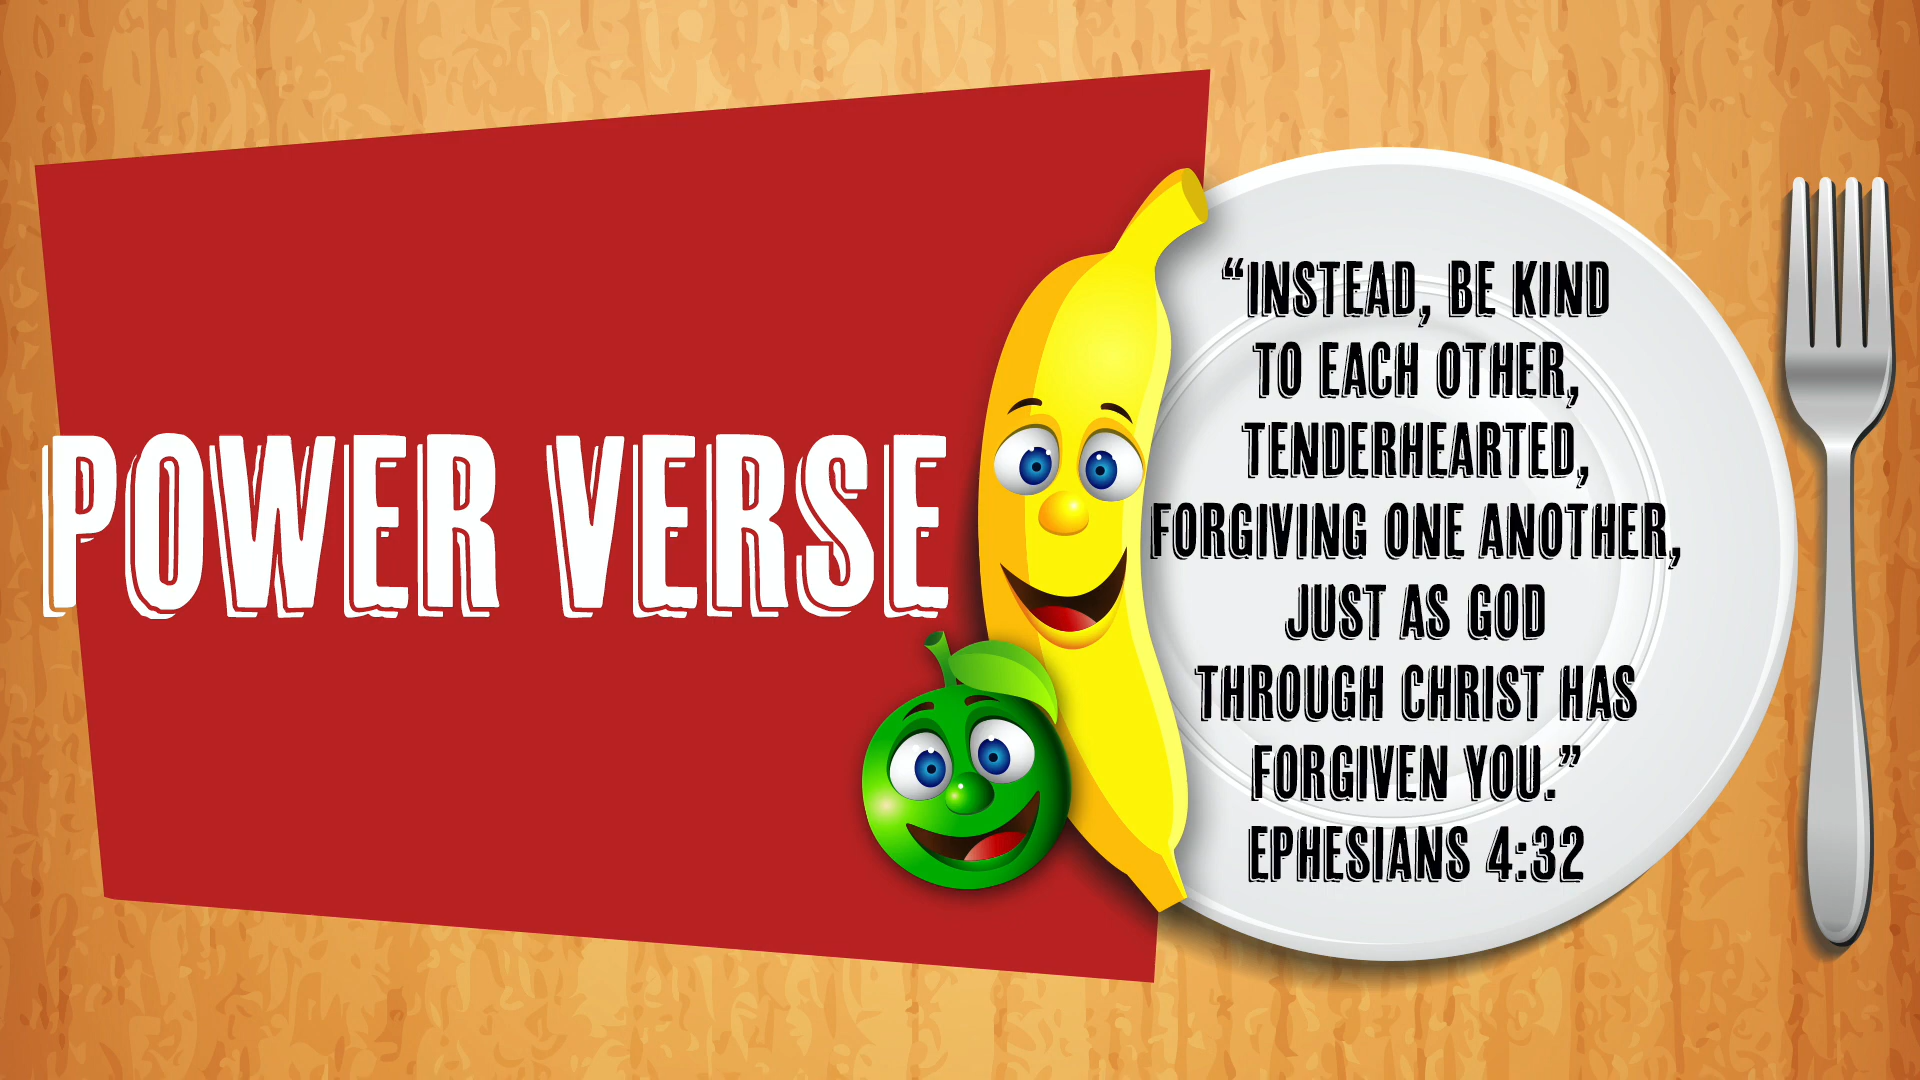 POWER VERSE
“INSTEAD, BE KIND
TO EACH OTHER,
TENDERHEARTED,
FORGIVING ONE ANOTHER,
JUST AS GOD
THROUGH CHRIST HAS
FORGIVEN YOU.”
EPHESIANS 4:32